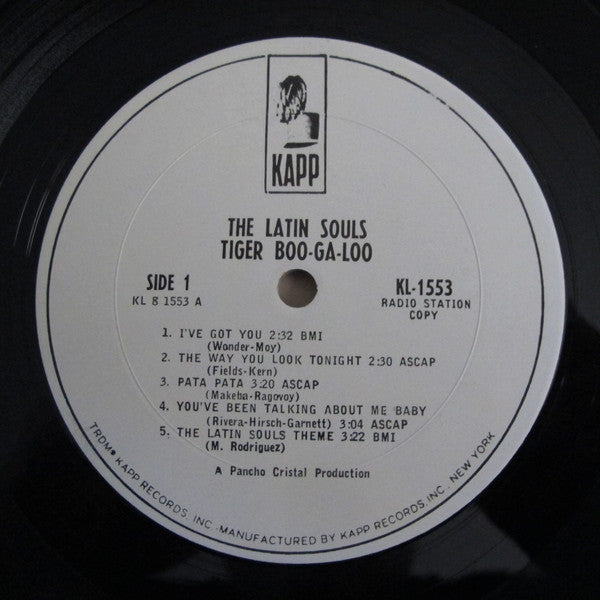 KAPP
THE LATIN SOULS
TIGER BOO-GA-LOO
SIDE 1
KL 8 1553 A
KL-1553
RADIO STATION
COPY
1. I'VE GOT YOU 2:32 BMI
(Wonder-Moy)
2. THE WAY YOU LOOK TONIGHT 2:30 ASCAP
(Fields-Kern)
3. PATA PATA 3:20 ASCAP
(Makeba-Ragovoy)
4. YOU'VE BEEN TALKING ABOUT ME BABY
(Rivera-Hirsch-Garnett) 3:04 ASCAP
5. THE LATIN SOULS THEME 3:22 BMI
(M. Rodriguez)
A Pancho Cristal Production
TRDM• KAPP RECORDS, INC. -MANUFACTURED BY KAPP RECORDS, INC. NEW YORK